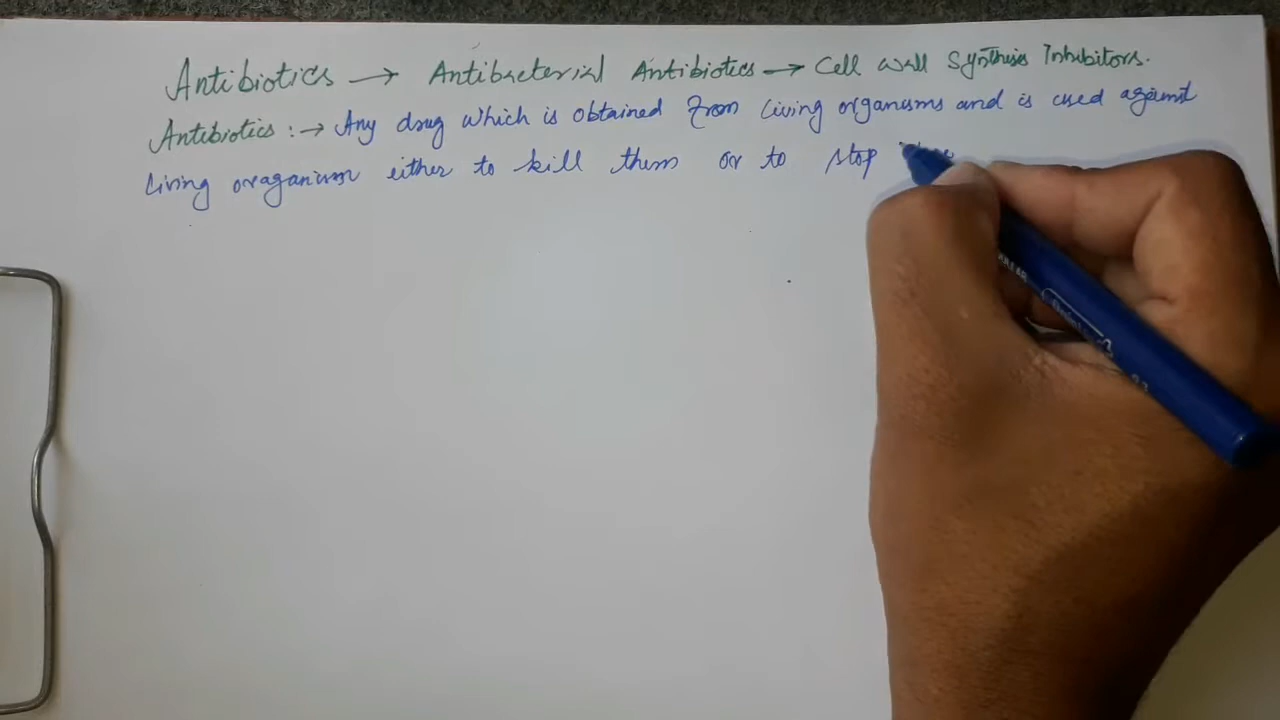 Antibiotics → Antibacterial Antibiotics → Cell Wall Synthesis Inhibitors.
Antibiotics :→ Any drug which is obtained from living organisms and is used against
living oraganism either to kill them or to stop